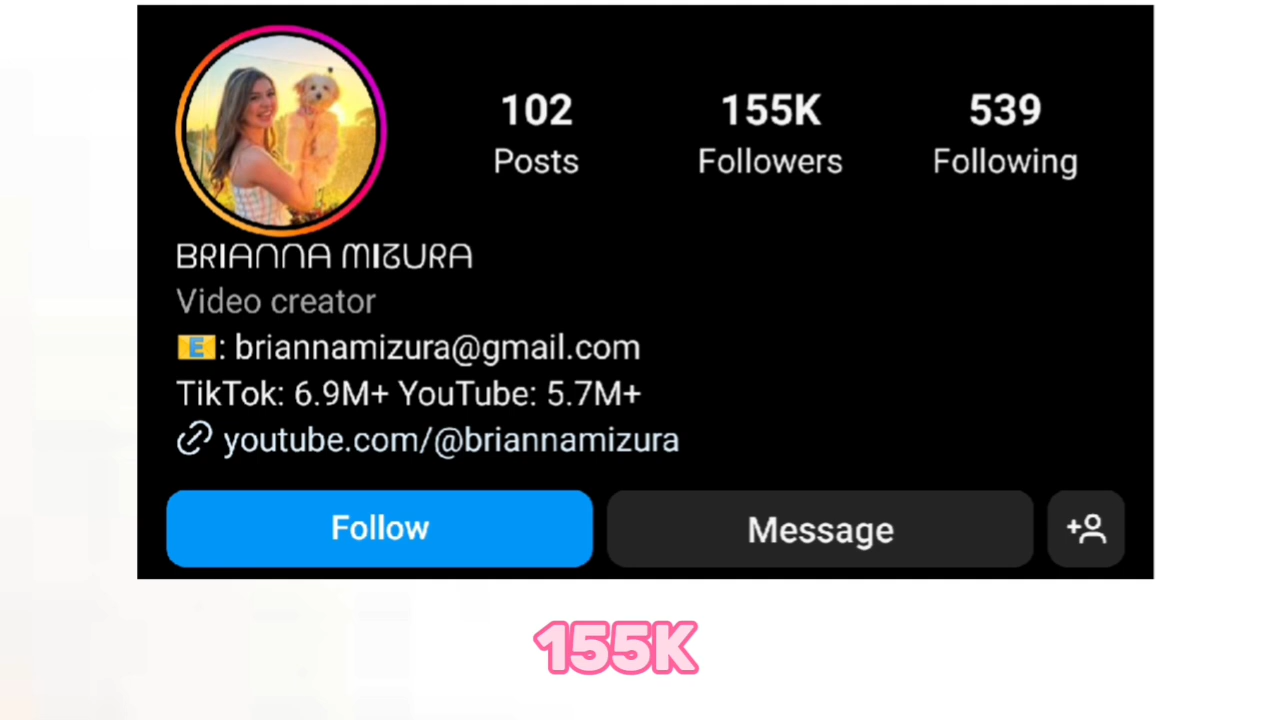 102 155K 539
Posts Followers Following
BRIANNA MIZURA
Video creator
📧: briannamizura@gmail.com
TikTok: 6.9M+ YouTube: 5.7M+
youtube.com/@briannamizura
Follow Message
155K